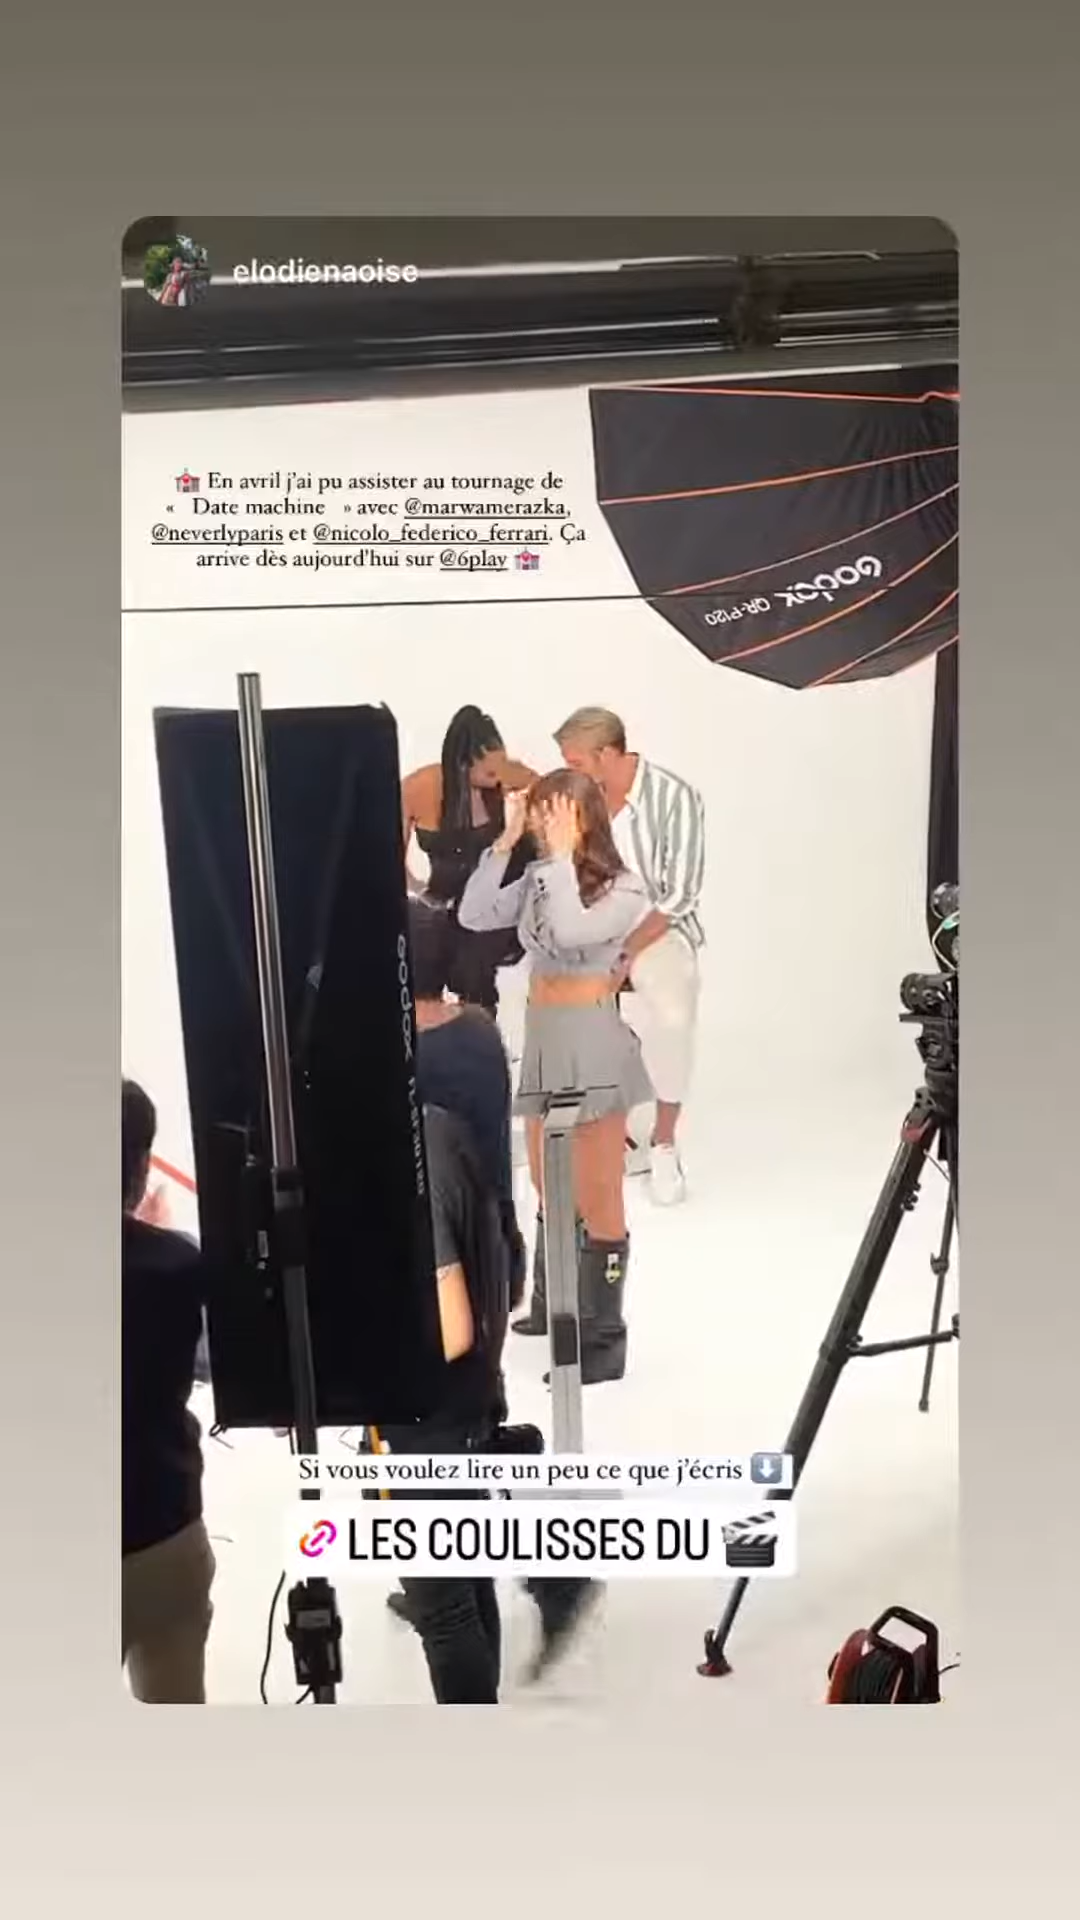 elodienaoise
💒 En avril j'ai pu assister au tournage de
« Date machine » avec @marwamerazka,
@neverlyparis et @nicolo_federico_ferrari. Ça
arrive dès aujourd'hui sur @6play 💒
Godox QR-P120
Godox
Si vous voulez lire un peu ce que j'écris ⬇️
LES COULISSES DU 🎬